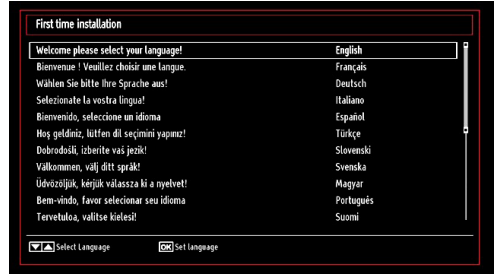 First time installation
Welcome please select your language! English
Bienvenue ! Veuillez choisir une langue. Français
Wählen Sie bitte Ihre Sprache aus! Deutsch
Selezionate la vostra lingua! Italiano
Bienvenido, seleccione un idioma Español
Hoş geldiniz, lütfen dil seçimini yapınız! Türkçe
Dobrodošli, izberite vaš jezik! Slovenski
Välkommen, välj ditt språk! Svenska
Üdvözöljük, kérjük válassza ki a nyelvet! Magyar
Bem-vindo, favor selecionar seu idioma Português
Tervetuloa, valitse kielesi! Suomi
Select Language OK Set language